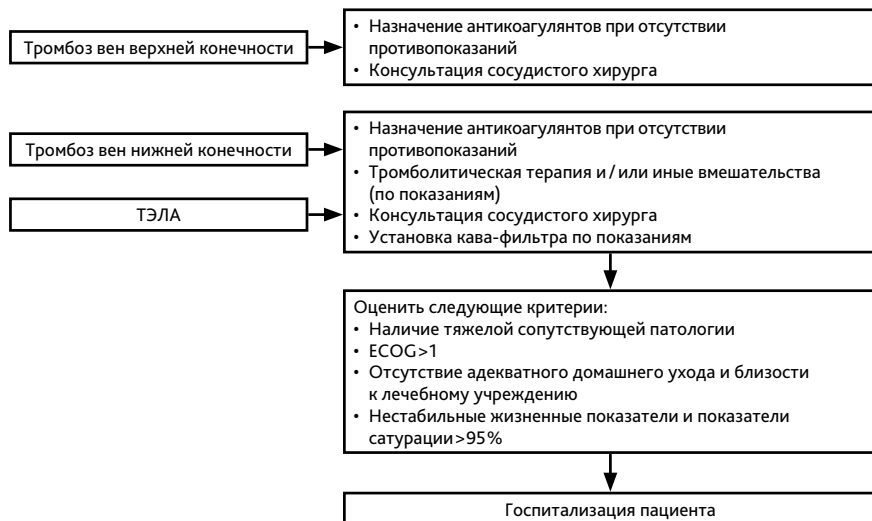 Тромбоз вен верхней конечности
• Назначение антикоагулянтов при отсутствии
противопоказаний
• Консультация сосудистого хирурга
Тромбоз вен нижней конечности
ТЭЛА
• Назначение антикоагулянтов при отсутствии
противопоказаний
• Тромболитическая терапия и / или иные вмешательства
(по показаниям)
• Консультация сосудистого хирурга
• Установка кава-фильтра по показаниям
Оценить следующие критерии:
• Наличие тяжелой сопутствующей патологии
• ECOG>1
• Отсутствие адекватного домашнего ухода и близости
к лечебному учреждению
• Нестабильные жизненные показатели и показатели
сатурации>95%
Госпитализация пациента